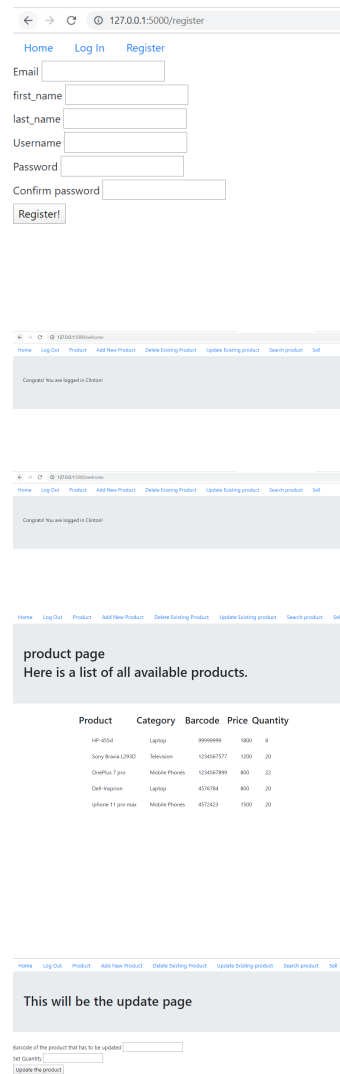 127.0.0.1:5000/register
Home Log In Register
Email
first_name
last_name
Username
Password
Confirm password
Register!
127.0.0.1:5000/welcome
Home Log Out Product Add New Product Delete Existing Product Update Existing product Search product Sell
Congrats! You are logged in Clinton!
127.0.0.1:5000/welcome
Home Log Out Product Add New Product Delete Existing Product Update Existing product Search product Sell
Congrats! You are logged in Clinton!
Home Log Out Product Add New Product Delete Existing Product Update Existing product Search product Sel
product page
Here is a list of all available products.
Product Category Barcode Price Quantity
HP-455d Laptop 99999999 1800 8
Sony Bravia L293D Television 1234567577 1200 20
OnePlus 7 pro Mobile Phones 1234567899 800 22
Dell-Inspiron Laptop 4576784 800 20
iphone 11 pro max Mobile Phones 4572423 1500 20
Home Log Out Product Add New Product Delete Existing Product Update Existing product Search product Sell
This will be the update page
Barcode of the product that has to be updated
Set Quantity
Update the product